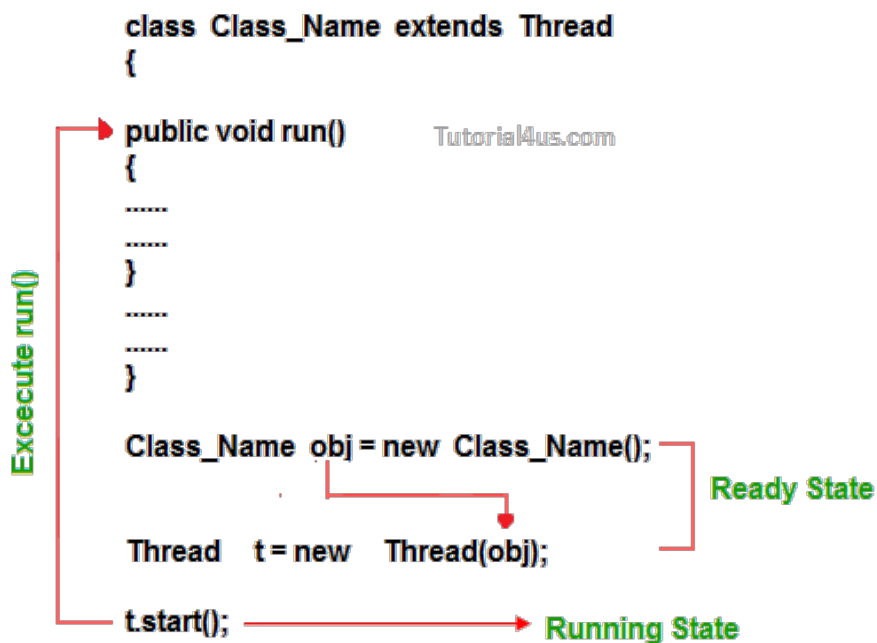 class Class_Name extends Thread
{
public void run()
Tutorial4us.com
{
......
......
}
......
......
}
Excecute run()
Class_Name obj = new Class_Name();
Ready State
Thread t = new Thread(obj);
t.start();
Running State